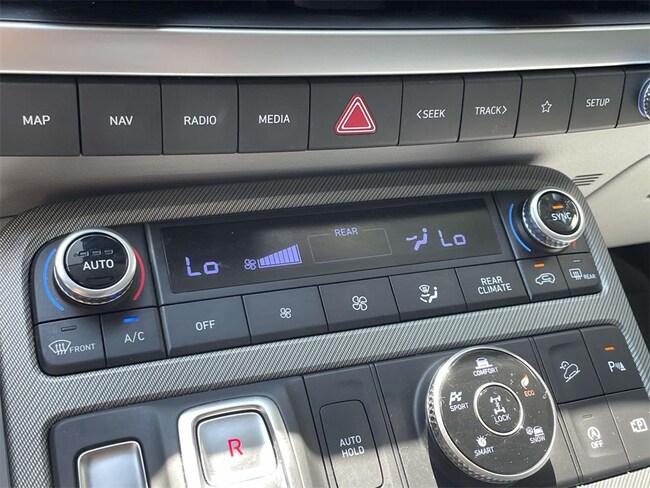 MAP NAV RADIO MEDIA <SEEK TRACK> SETUP
REAR
Lo Lo
AUTO SYNC
FRONT A/C OFF REAR CLIMATE REAR
AUTO HOLD
R
COMFORT
SPORT ECO
LOCK
SMART SNOW
P
A OFF
P